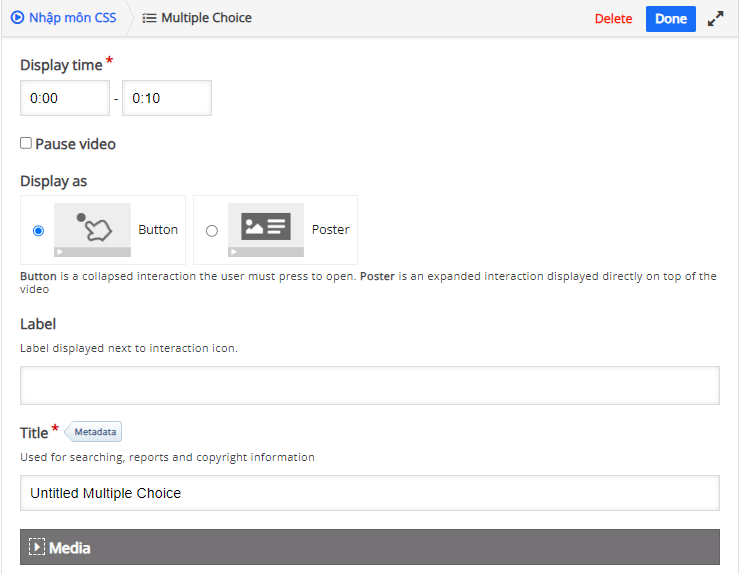 Nhập môn CSS Multiple Choice Delete Done
Display time *
0:00 - 0:10
Pause video
Display as
Button Poster
Button is a collapsed interaction the user must press to open. Poster is an expanded interaction displayed directly on top of the
video
Label
Label displayed next to interaction icon.
Title * Metadata
Used for searching, reports and copyright information
Untitled Multiple Choice
Media